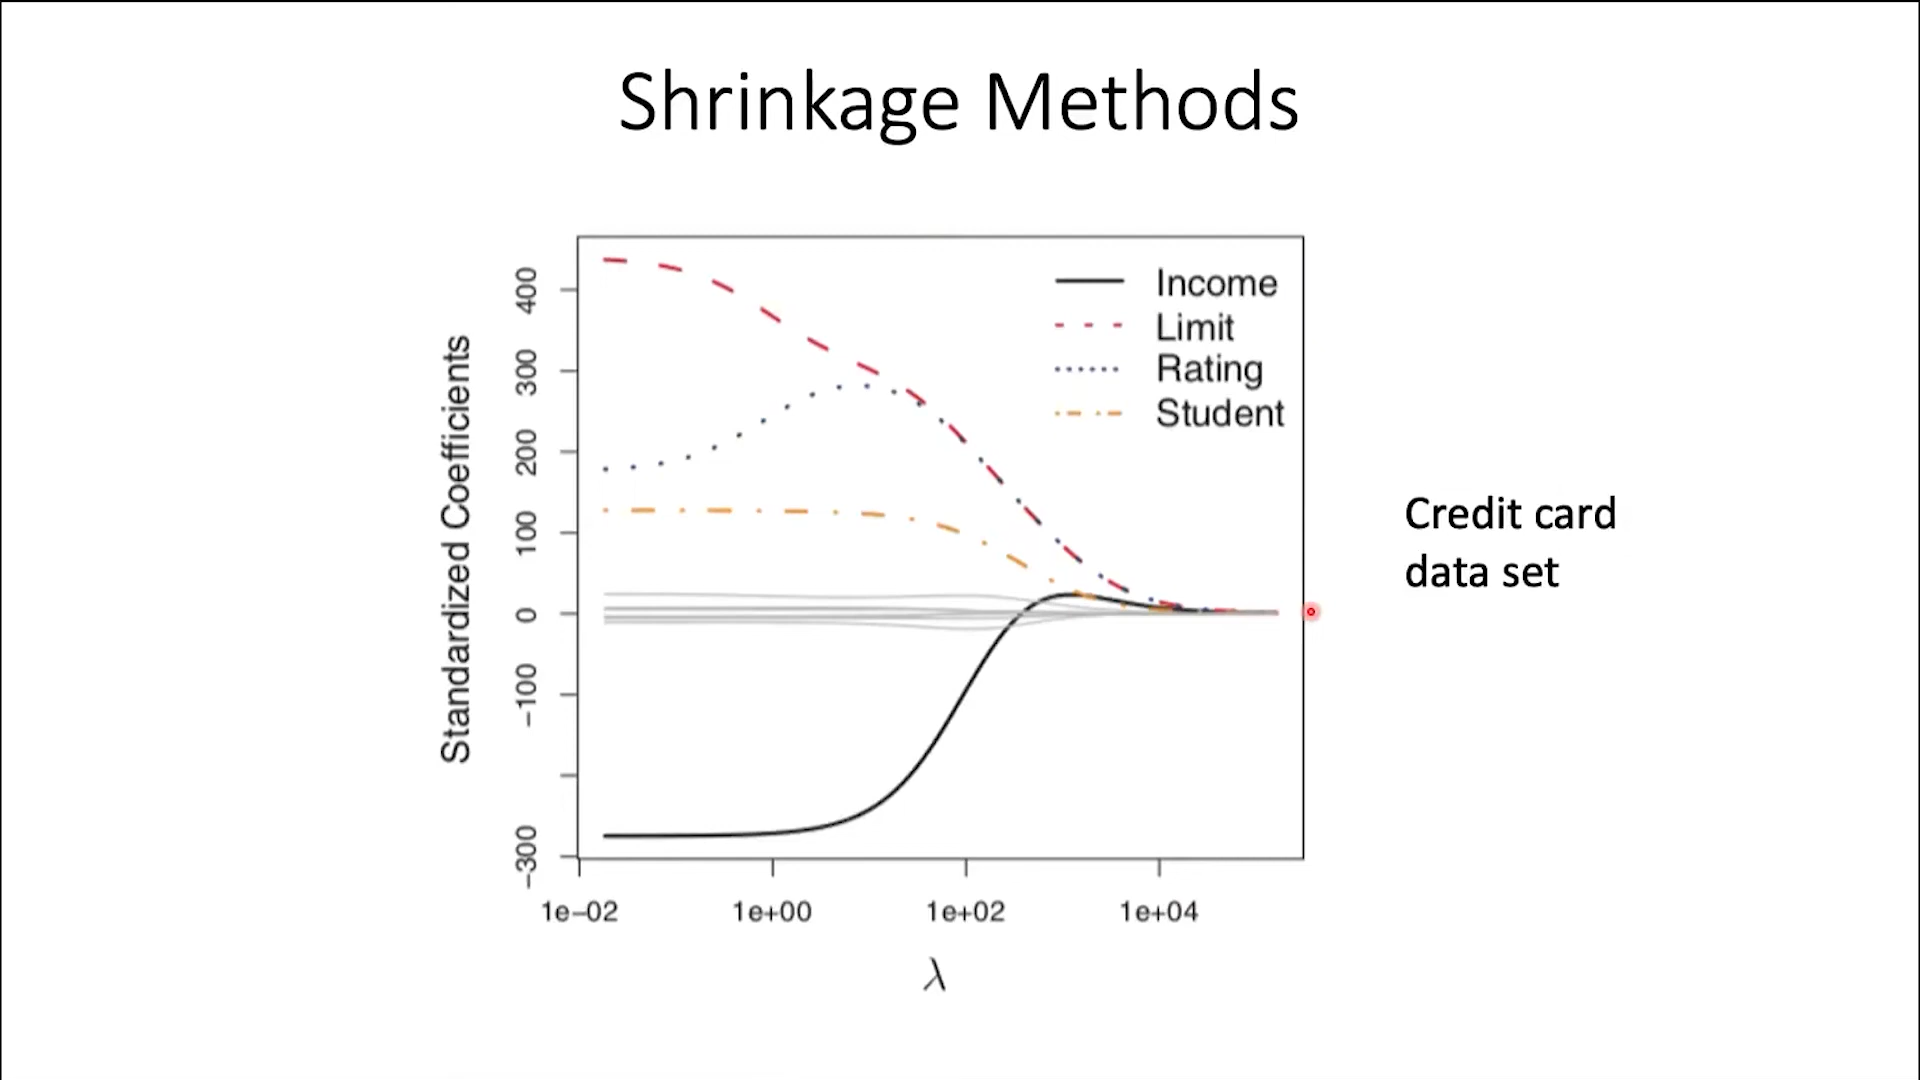 Shrinkage Methods
Standardized Coefficients
400
300
200
100
0
−100
−300
Income
Limit
Rating
Student
1e−02 1e+00 1e+02 1e+04
λ
Credit card
data set